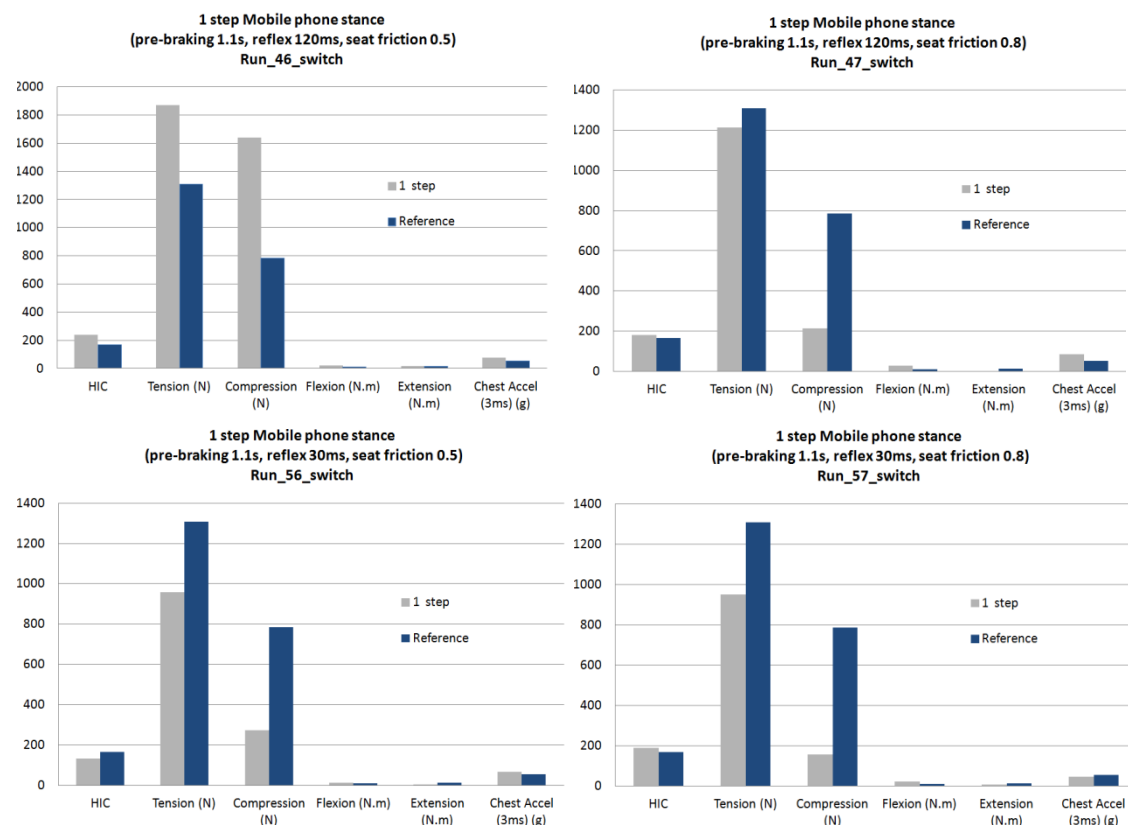 1 step Mobile phone stance
(pre-braking 1.1s, reflex 120ms, seat friction 0.5)
Run_46_switch
2000
1800
1600
1400
1200
1000
800
600
400
200
0
1 step
Reference
HIC
Tension (N)
Compression
(N)
Flexion (N.m)
Extension
(N.m)
Chest Accel
(3ms) (g)
1 step Mobile phone stance
(pre-braking 1.1s, reflex 120ms, seat friction 0.8)
Run_47_switch
1400
1200
1000
800
600
400
200
0
1 step
Reference
HIC
Tension (N)
Compression
(N)
Flexion (N.m)
Extension
(N.m)
Chest Accel
(3ms) (g)
1 step Mobile phone stance
(pre-braking 1.1s, reflex 30ms, seat friction 0.5)
Run_56_switch
1400
1200
1000
800
600
400
200
0
1 step
Reference
HIC
Tension (N)
Compression
(N)
Flexion (N.m)
Extension
(N.m)
Chest Accel
(3ms) (g)
1 step Mobile phone stance
(pre-braking 1.1s, reflex 30ms, seat friction 0.8)
Run_57_switch
1400
1200
1000
800
600
400
200
0
1 step
Reference
HIC
Tension (N)
Compression
(N)
Flexion (N.m)
Extension
(N.m)
Chest Accel
(3ms) (g)